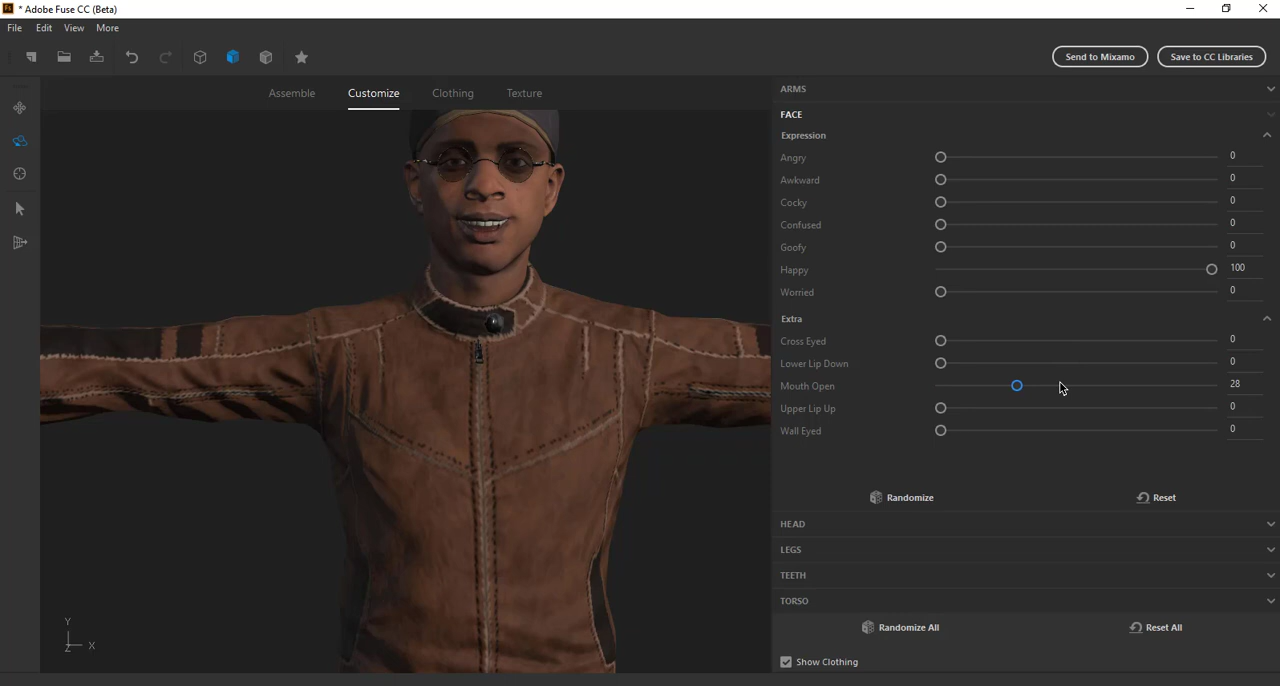 Fs * Adobe Fuse CC (Beta)
File Edit View More
Send to Mixamo Save to CC Libraries
Assemble Customize Clothing Texture
ARMS
FACE
Expression
Angry 0
Awkward 0
Cocky 0
Confused 0
Goofy 0
Happy 100
Worried 0
Extra
Cross Eyed 0
Lower Lip Down 0
Mouth Open 28
Upper Lip Up 0
Wall Eyed 0
Randomize Reset
HEAD
LEGS
TEETH
TORSO
Randomize All Reset All
Show Clothing
Y
Z X